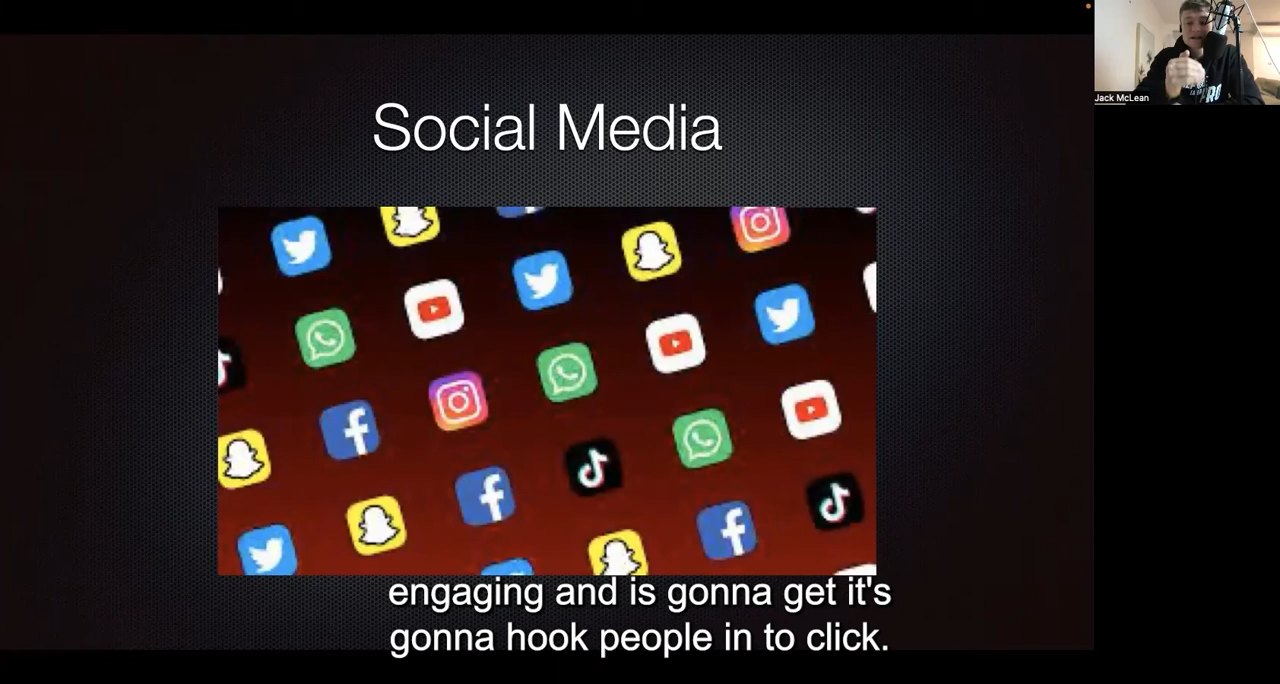 Social Media
Jack McLean
engaging and is gonna get it's
gonna hook people in to click.